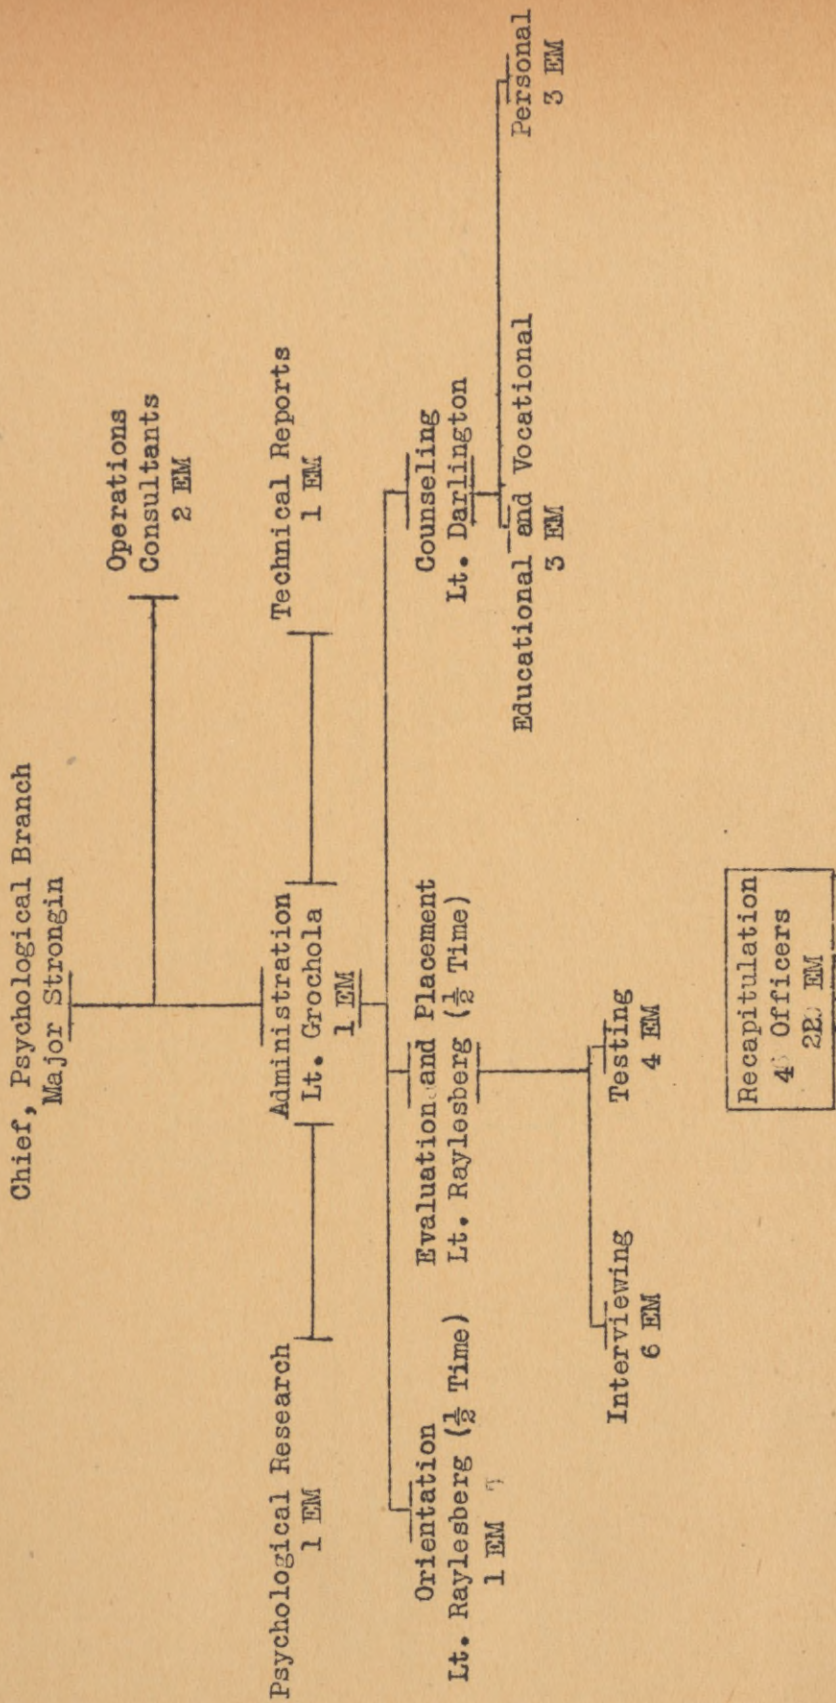 Chief, Psychological Branch
Major Strongin
Operations
Consultants
2 EM
Psychological Research
1 EM
Administration
Lt. Grochola
1 EM
Technical Reports
1 EM
Orientation
Lt. Raylesberg (½ Time)
1 EM
Evaluation and Placement
Lt. Raylesberg (½ Time)
Counseling
Lt. Darlington
Interviewing
6 EM
Testing
4 EM
Educational and Vocational
3 EM
Personal
3 EM
Recapitulation
4 Officers
22 EM